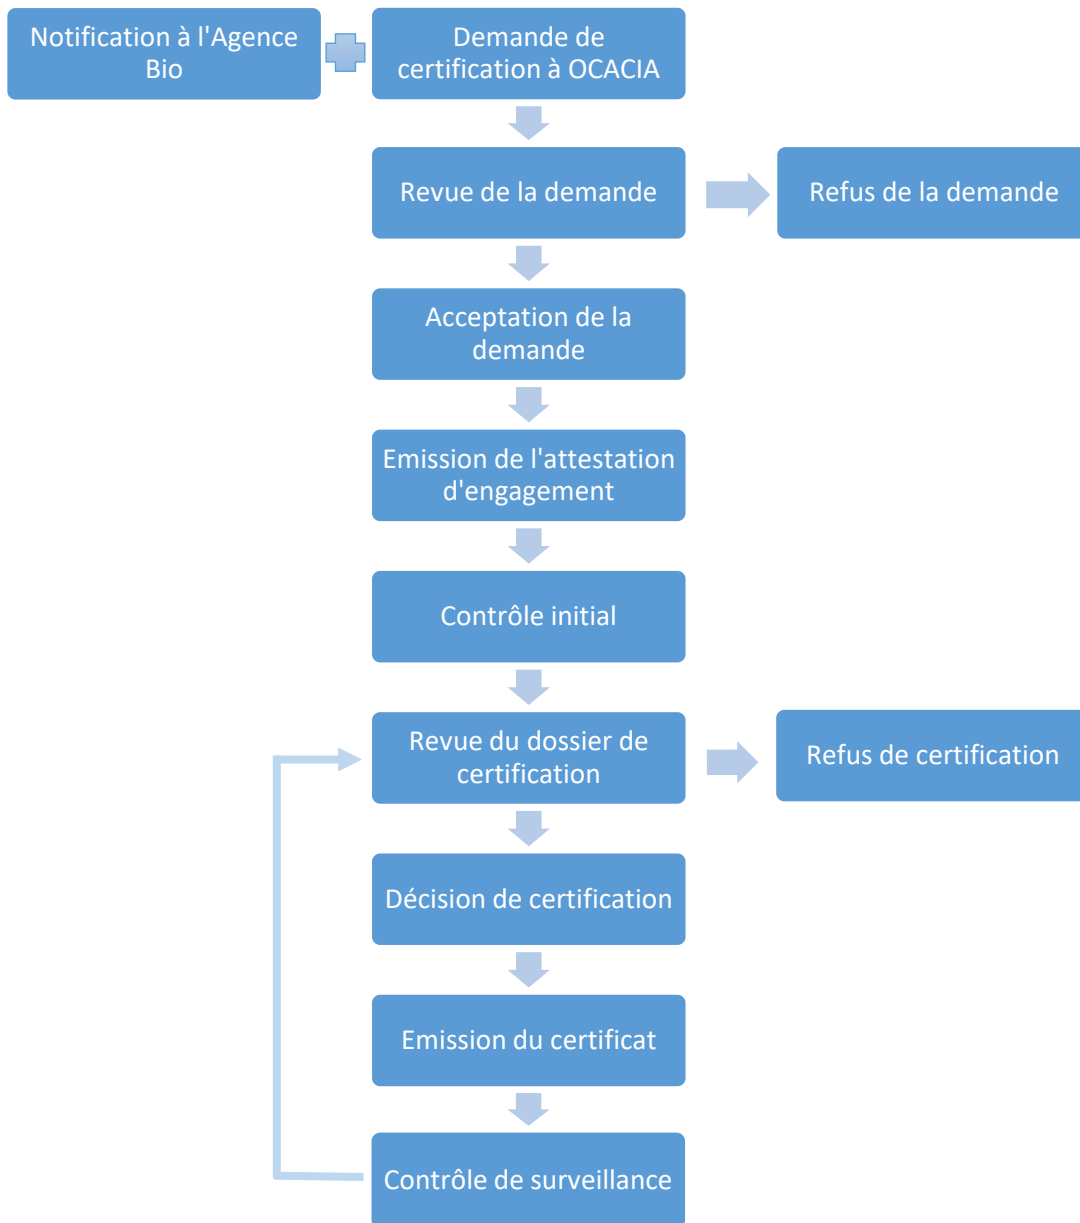 Notification à l'Agence
Bio
Demande de
certification à OCACIA
Revue de la demande
Refus de la demande
Acceptation de la
demande
Emission de l'attestation
d'engagement
Contrôle initial
Revue du dossier de
certification
Refus de certification
Décision de certification
Emission du certificat
Contrôle de surveillance